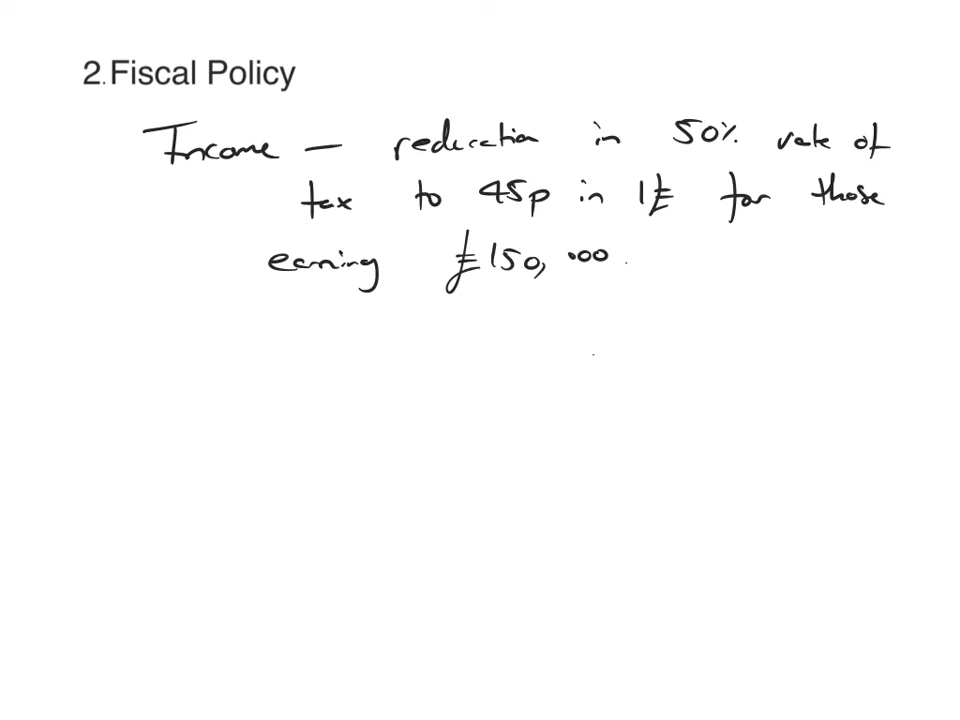 2. Fiscal Policy
Income – reduction in 50% rate of
tax to 45p in 1£ for those
earning £150,000